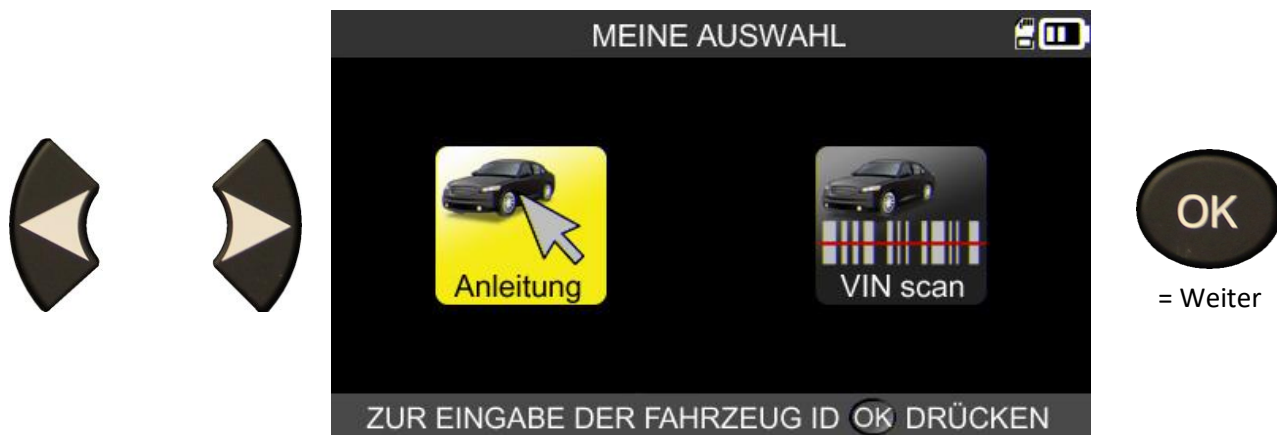 MEINE AUSWAHL
Anleitung
VIN scan
OK
= Weiter
ZUR EINGABE DER FAHRZEUG ID OK DRÜCKEN